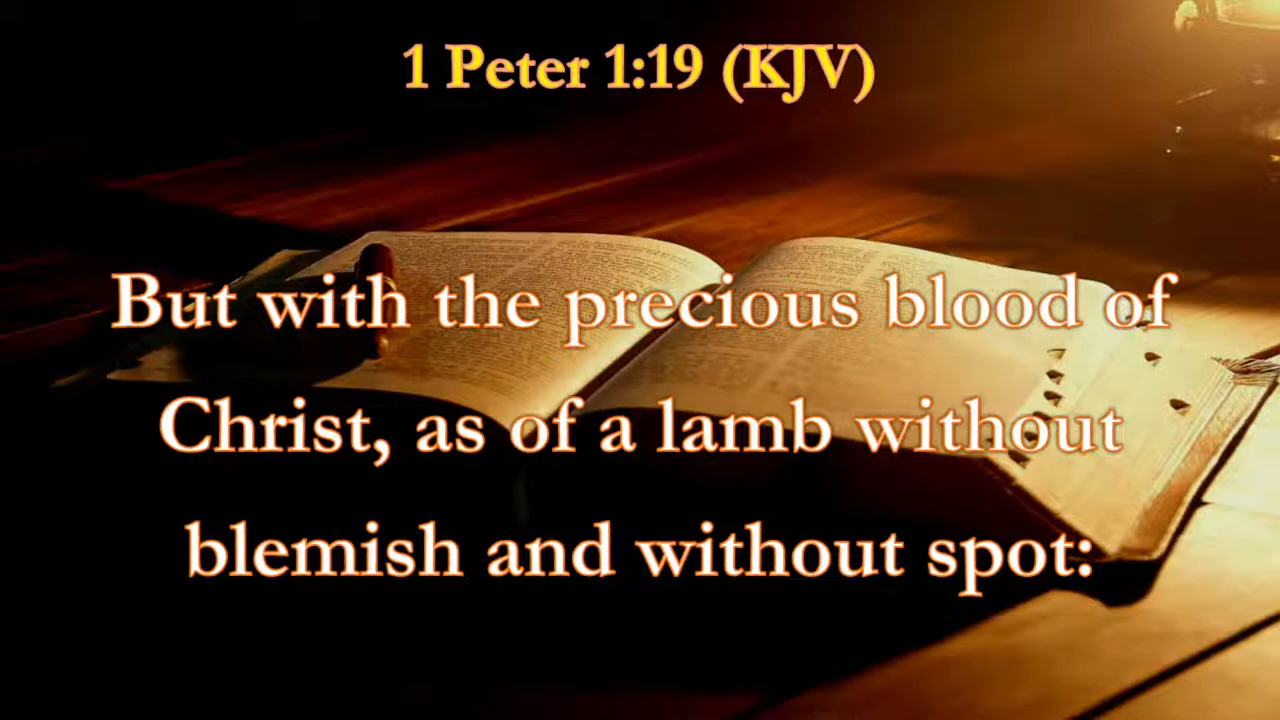 1 Peter 1:19 (KJV)
But with the precious blood of
Christ, as of a lamb without
blemish and without spot: